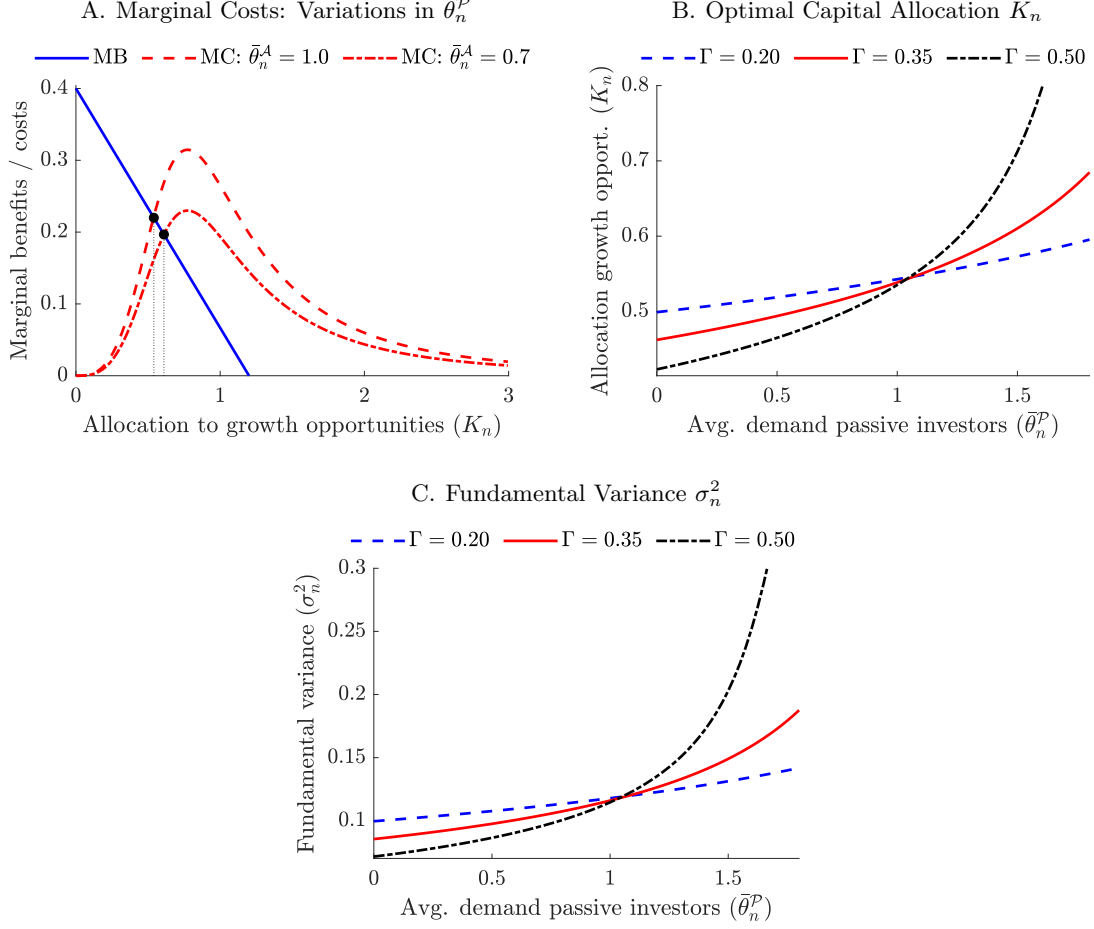 A. Marginal Costs: Variations in θ̄ₙᴾ
MB   MC: θ̄ₙᴬ = 1.0   MC: θ̄ₙᴬ = 0.7
Marginal benefits / costs
0.4
0.3
0.2
0.1
0
0 1 2 3
Allocation to growth opportunities (Kₙ)
B. Optimal Capital Allocation Kₙ
Γ = 0.20   Γ = 0.35   Γ = 0.50
Allocation growth opport. (Kₙ)
0.8
0.7
0.6
0.5
0 0.5 1 1.5
Avg. demand passive investors (θ̄ₙᴾ)
C. Fundamental Variance σₙ²
Γ = 0.20   Γ = 0.35   Γ = 0.50
Fundamental variance (σₙ²)
0.3
0.25
0.2
0.15
0.1
0 0.5 1 1.5
Avg. demand passive investors (θ̄ₙᴾ)